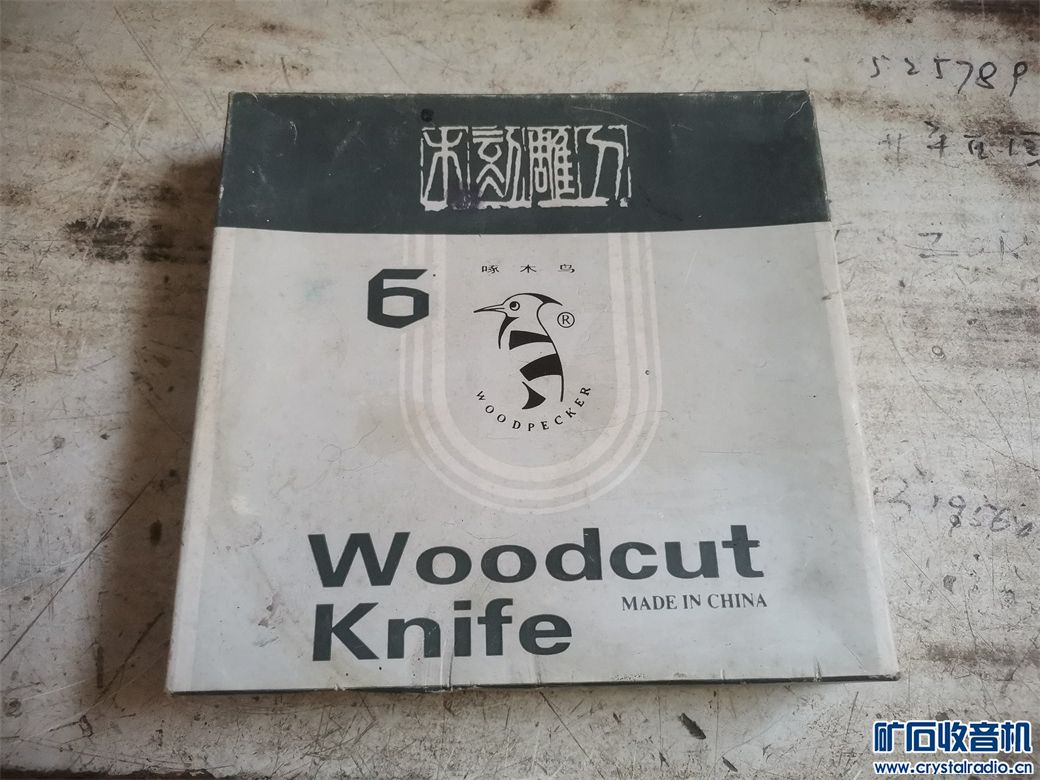 木刻雕刀
6
啄木鸟
®
WOODPECKER
Woodcut
Knife
MADE IN CHINA
525789
矿石收音机
www.crystalradio.cn